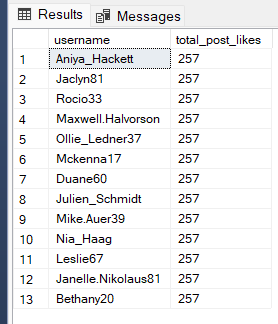 Results Messages
username total_post_likes
1 Aniya_Hackett 257
2 Jaclyn81 257
3 Rocio33 257
4 Maxwell.Halvorson 257
5 Ollie_Ledner37 257
6 Mckenna17 257
7 Duane60 257
8 Julien_Schmidt 257
9 Mike.Auer39 257
10 Nia_Haag 257
11 Leslie67 257
12 Janelle.Nikolaus81 257
13 Bethany20 257